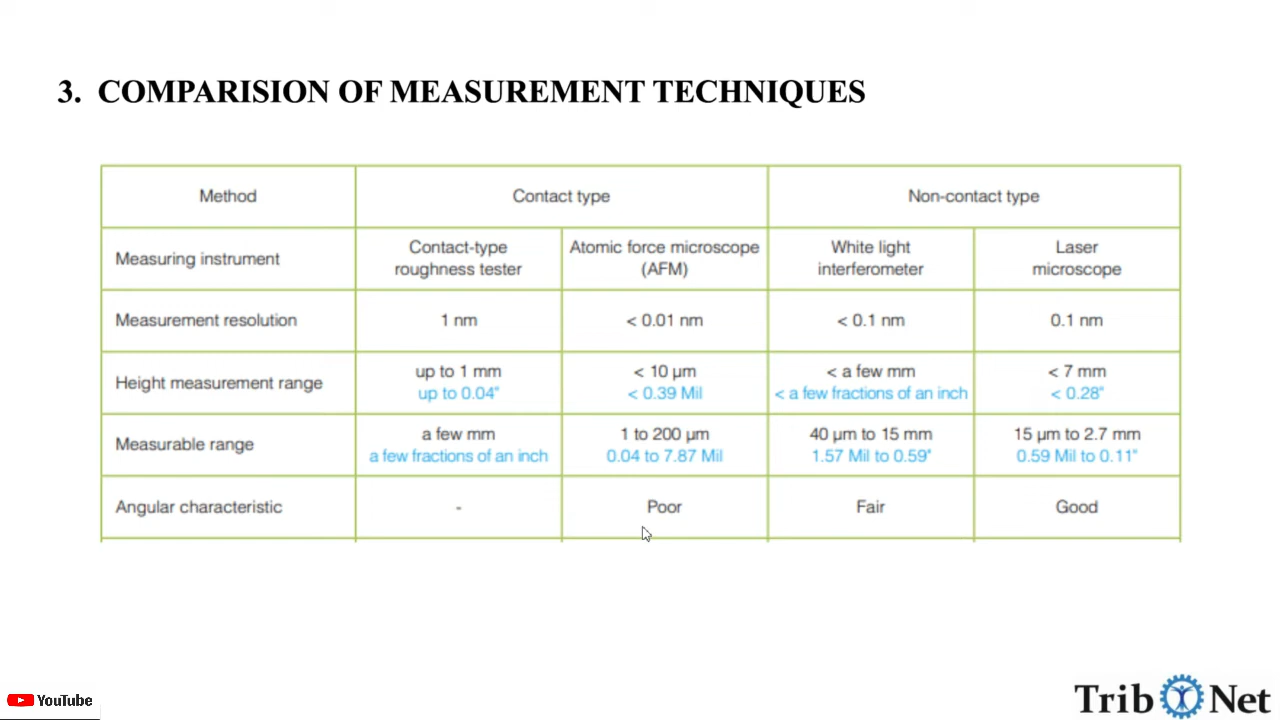 3. COMPARISION OF MEASUREMENT TECHNIQUES
Method
Contact type
Non-contact type
Measuring instrument
Contact-type
roughness tester
Atomic force microscope
(AFM)
White light
interferometer
Laser
microscope
Measurement resolution
1 nm
< 0.01 nm
< 0.1 nm
0.1 nm
Height measurement range
up to 1 mm
up to 0.04"
< 10 µm
< 0.39 Mil
< a few mm
< a few fractions of an inch
< 7 mm
< 0.28"
Measurable range
a few mm
a few fractions of an inch
1 to 200 µm
0.04 to 7.87 Mil
40 µm to 15 mm
1.57 Mil to 0.59"
15 µm to 2.7 mm
0.59 Mil to 0.11"
Angular characteristic
-
Poor
Fair
Good
YouTube
Trib Net